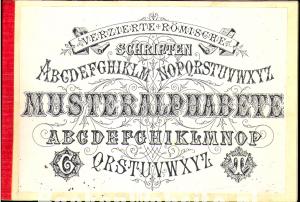 VERZIERTE RÖMISCHE
SCHRIFTEN
ABCDEFGHIKLM NOPQRSTUVWXYZ
MUSTERALPHABETE
ABCDEFGHIKLMNOP
G QRSTUVWXYZ T